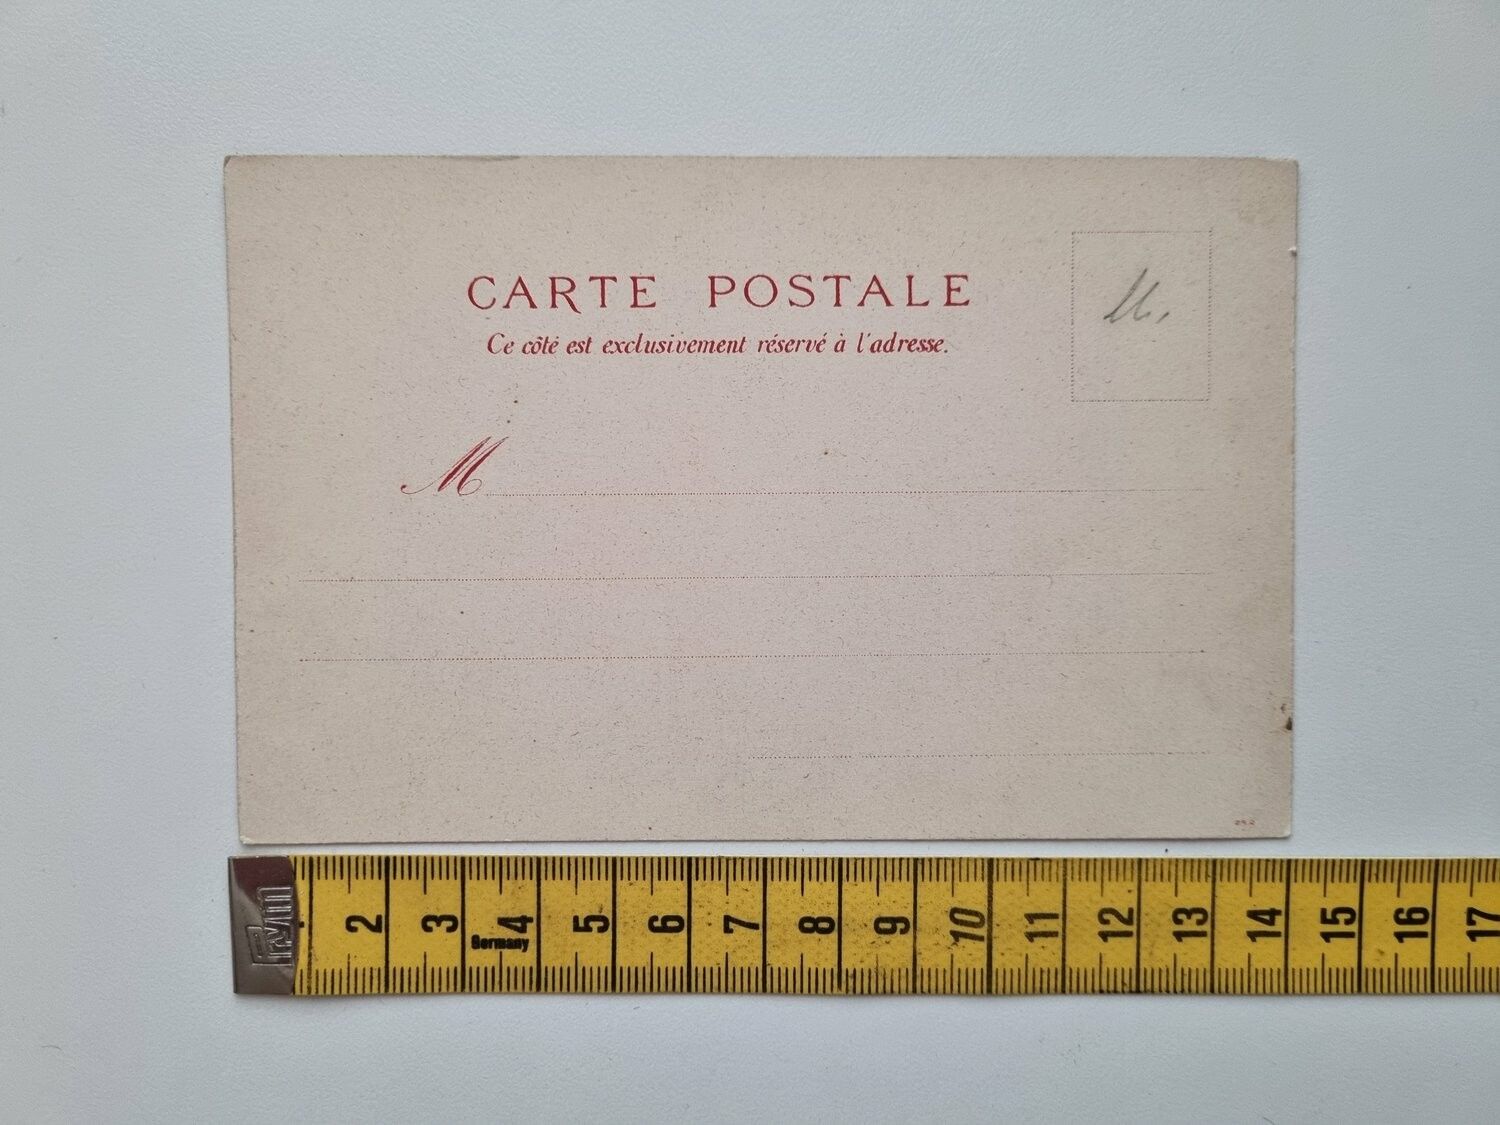 CARTE POSTALE
Ce côté est exclusivement réservé à l'adresse.
M
2 3 4 5 6 7 8 9 10 11 12 13 14 15 16 17
Germany
Prym